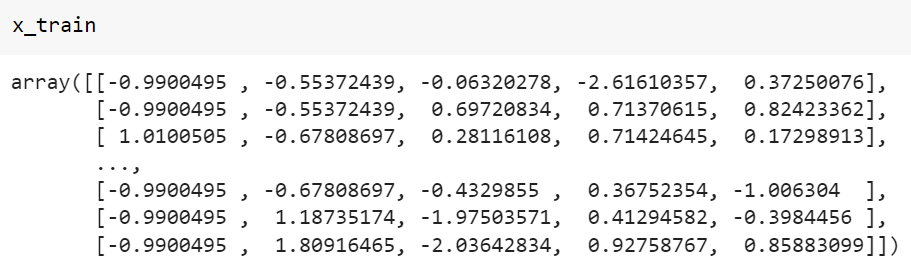 x_train
array([[-0.9900495 , -0.55372439, -0.06320278, -2.61610357,  0.37250076],
       [-0.9900495 , -0.55372439,  0.69720834,  0.71370615,  0.82423362],
       [ 1.0100505 , -0.67808697,  0.28116108,  0.71424645,  0.17298913],
       ...,
       [-0.9900495 , -0.67808697, -0.4329855 ,  0.36752354, -1.006304  ],
       [-0.9900495 ,  1.18735174, -1.97503571,  0.41294582, -0.3984456 ],
       [-0.9900495 ,  1.80916465, -2.03642834,  0.92758767,  0.85883099]])